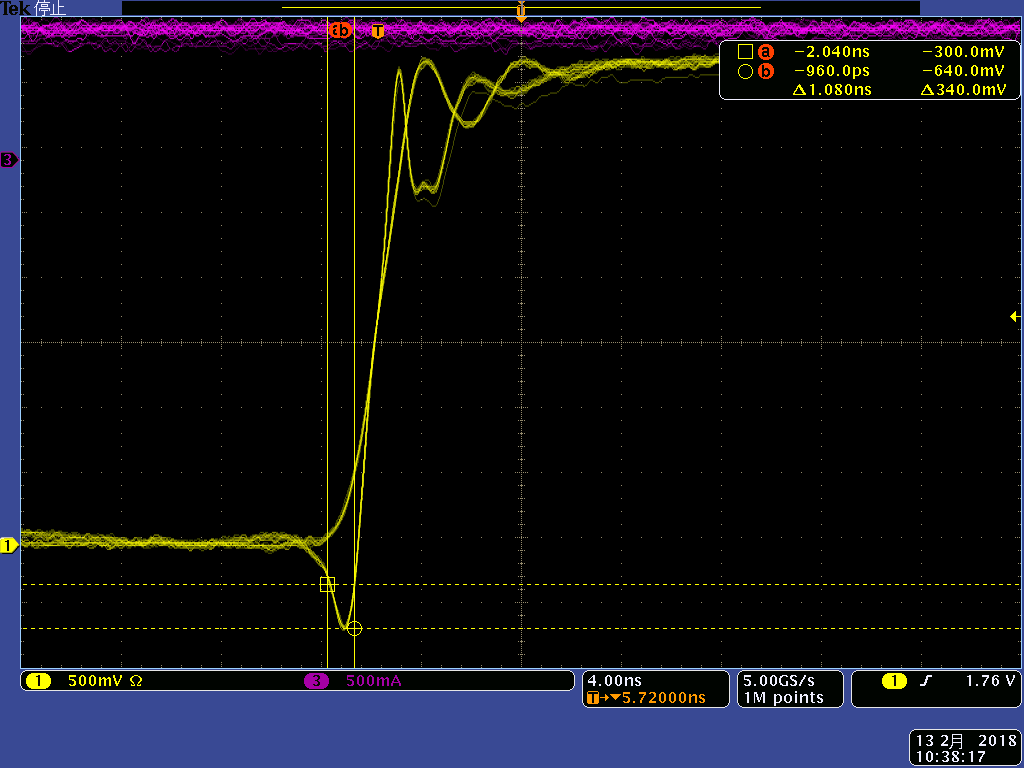 Tek 停止
T
ab T
a −2.040ns −300.0mV
b −960.0ps −640.0mV
Δ1.080ns Δ340.0mV
3
1
1 500mV Ω 3 500mA
4.00ns
T→▼5.72000ns
5.00GS/s
1M points
1 ∫ 1.76 V
13 2月 2018
10:38:17